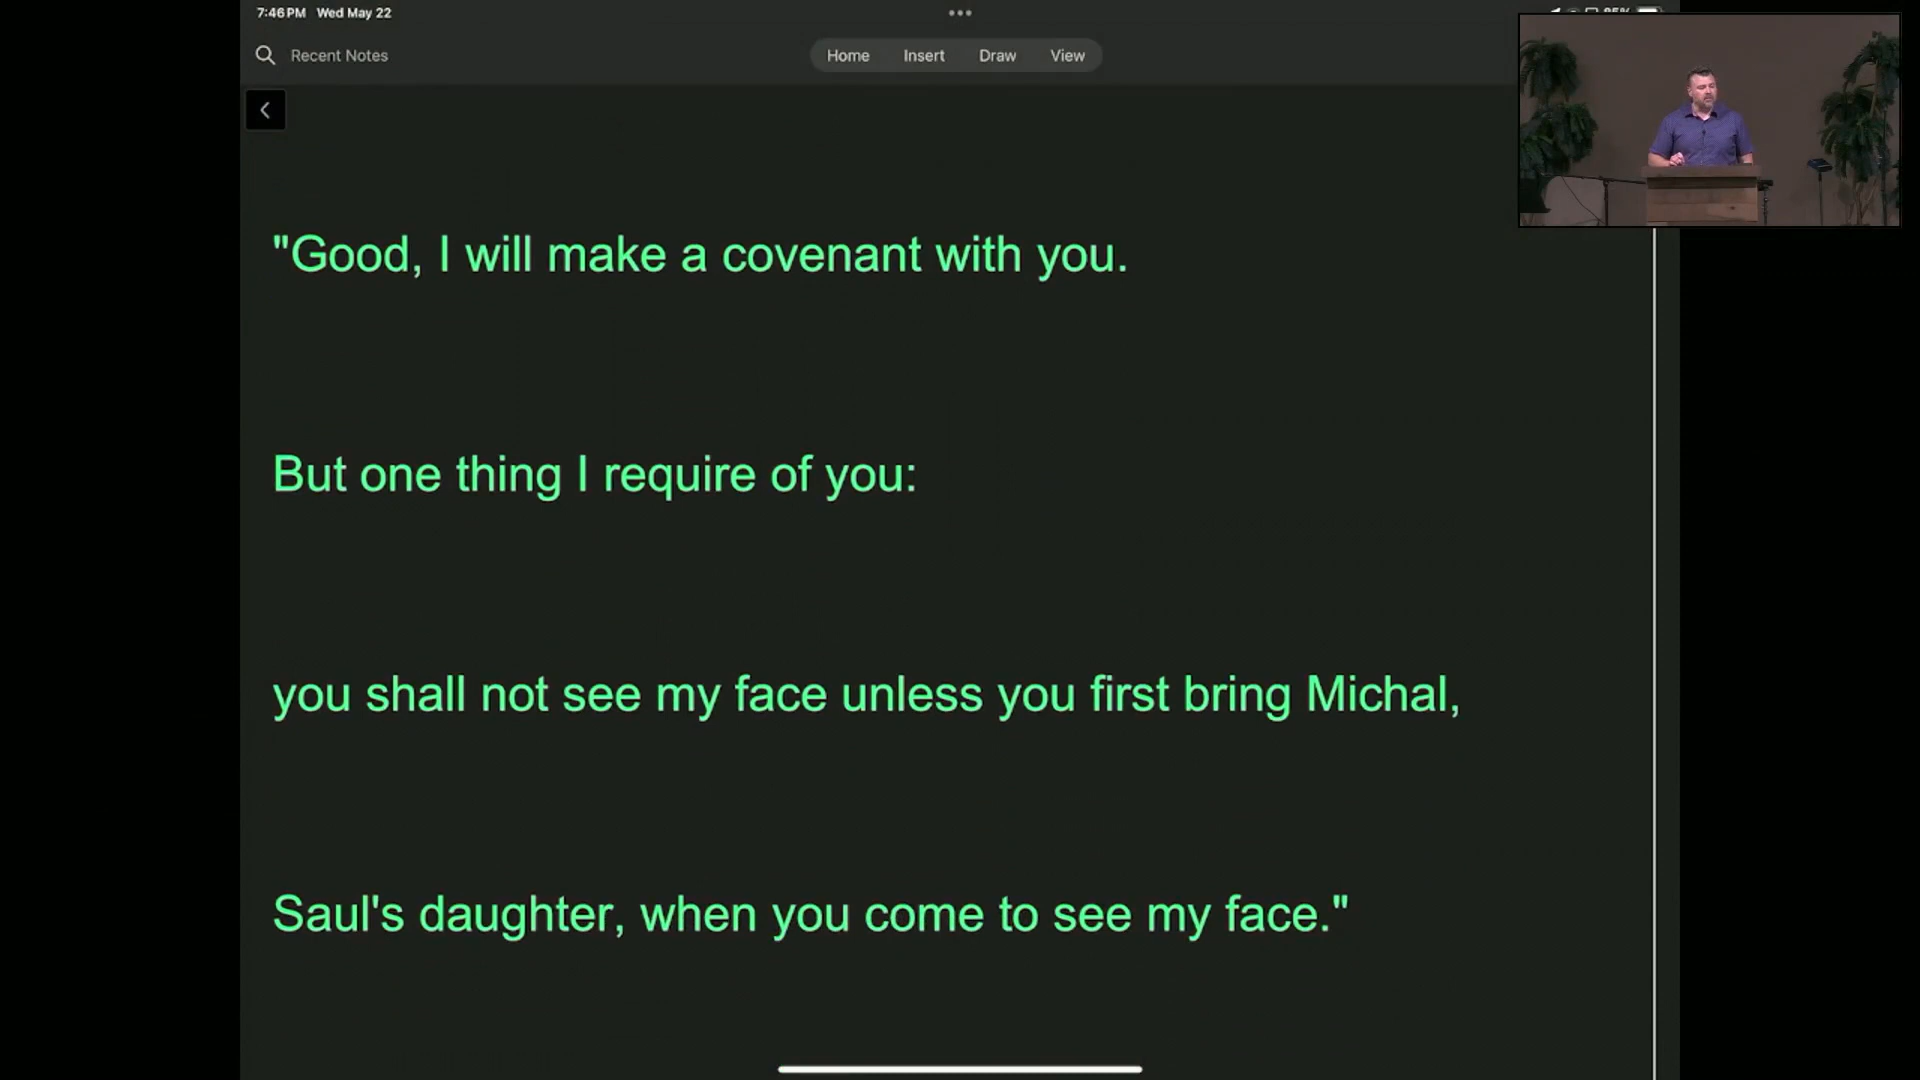 7:46 PM Wed May 22
Recent Notes
Home Insert Draw View
"Good, I will make a covenant with you.
But one thing I require of you:
you shall not see my face unless you first bring Michal,
Saul's daughter, when you come to see my face."